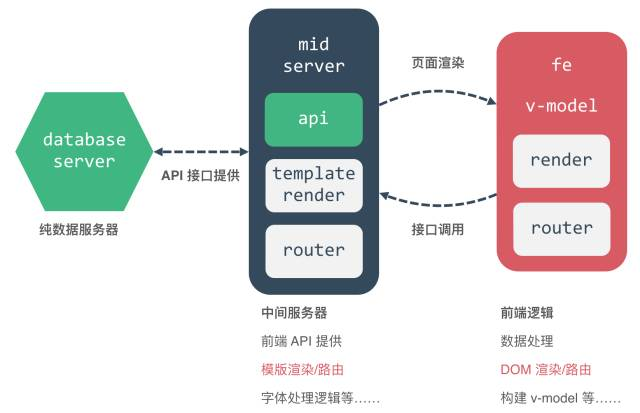 mid
server
api
template
render
router
database
server
API 接口提供
纯数据服务器
页面渲染
接口调用
fe
v-model
render
router
中间服务器
前端 API 提供
模版渲染/路由
字体处理逻辑等……
前端逻辑
数据处理
DOM 渲染/路由
构建 v-model 等……